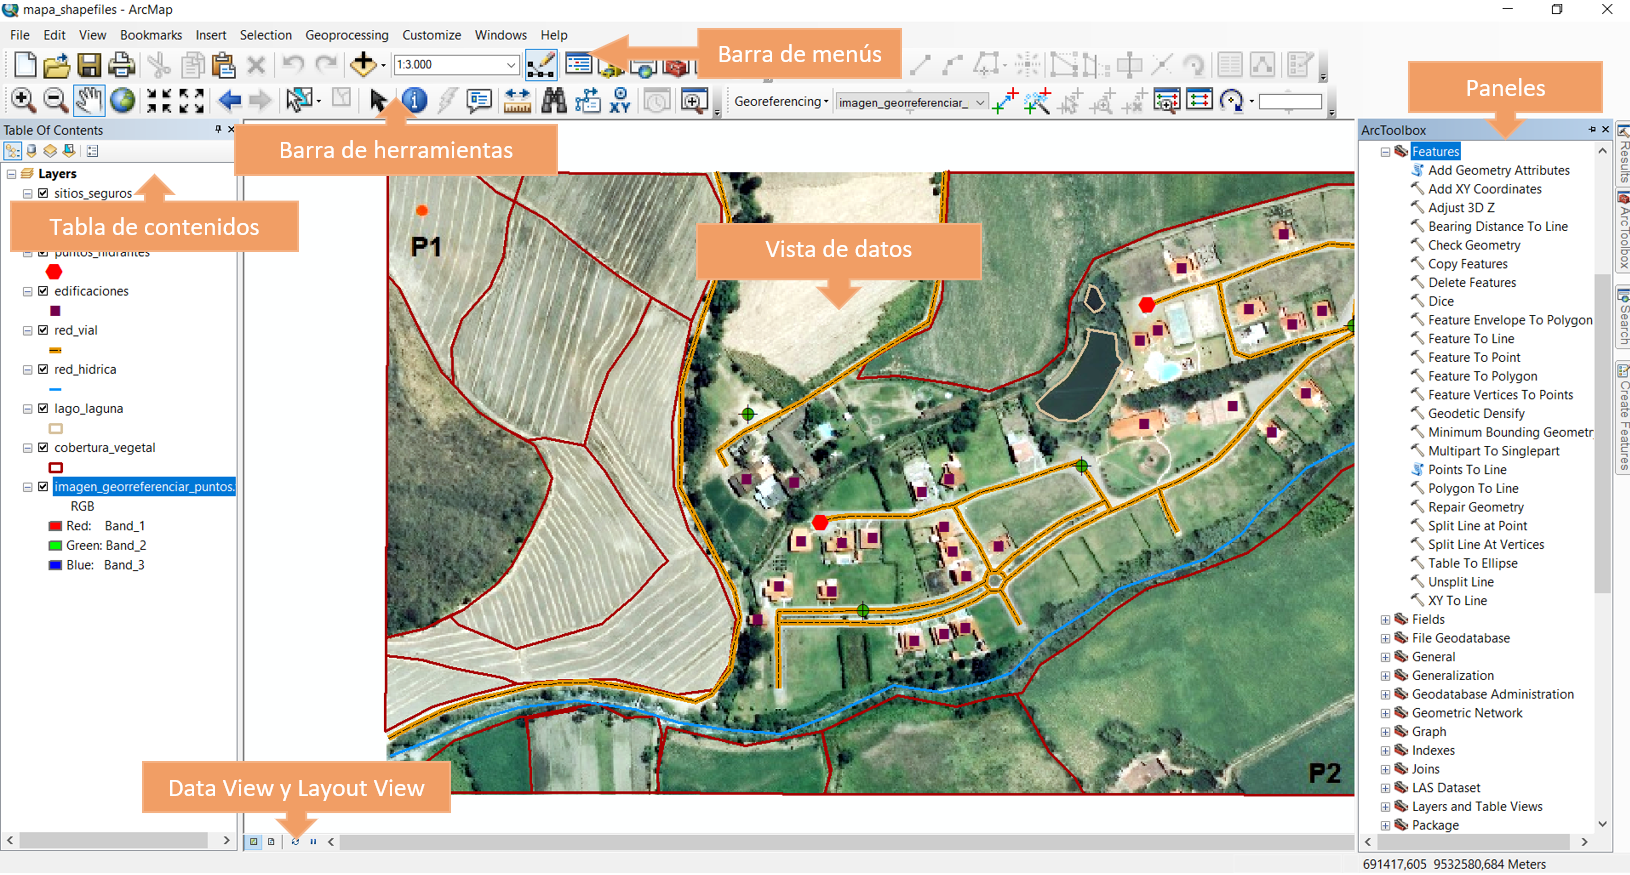 mapa_shapefiles - ArcMap
File Edit View Bookmarks Insert Selection Geoprocessing Customize Windows Help
1:3.000
Barra de menús
Georeferencing
imagen_georreferenciar_
XY
Barra de herramientas
Paneles
Table Of Contents
Layers
sitios_seguros
Tabla de contenidos
puntos_hidrantes
edificaciones
red_vial
red_hidrica
lago_laguna
cobertura_vegetal
imagen_georreferenciar_puntos.
RGB
Red: Band_1
Green: Band_2
Blue: Band_3
P1
Vista de datos
P2
Data View y Layout View
ArcToolbox
Features
Add Geometry Attributes
Add XY Coordinates
Adjust 3D Z
Bearing Distance To Line
Check Geometry
Copy Features
Delete Features
Dice
Feature Envelope To Polygon
Feature To Line
Feature To Point
Feature To Polygon
Feature Vertices To Points
Geodetic Densify
Minimum Bounding Geometr
Multipart To Singlepart
Points To Line
Polygon To Line
Repair Geometry
Split Line at Point
Split Line At Vertices
Table To Ellipse
Unsplit Line
XY To Line
Fields
File Geodatabase
General
Generalization
Geodatabase Administration
Geometric Network
Graph
Indexes
Joins
LAS Dataset
Layers and Table Views
Package
Results
ArcToolbox
Search
Create Features
691417,605 9532580,684 Meters